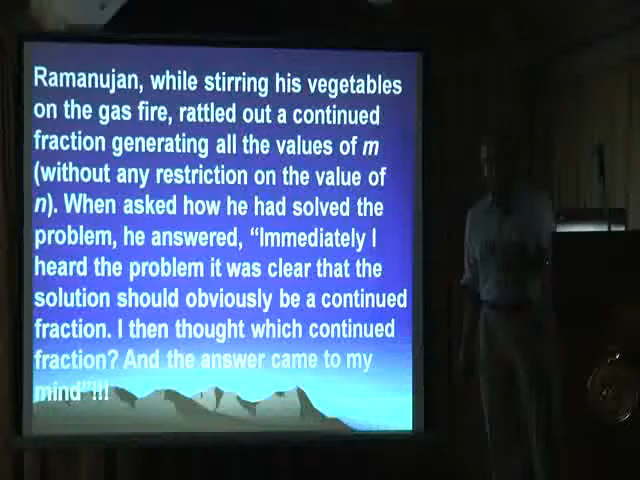 Ramanujan, while stirring his vegetables
on the gas fire, rattled out a continued
fraction generating all the values of m
(without any restriction on the value of
n). When asked how he had solved the
problem, he answered, “Immediately I
heard the problem it was clear that the
solution should obviously be a continued
fraction. I then thought which continued
fraction? And the answer came to my
mind”!!!